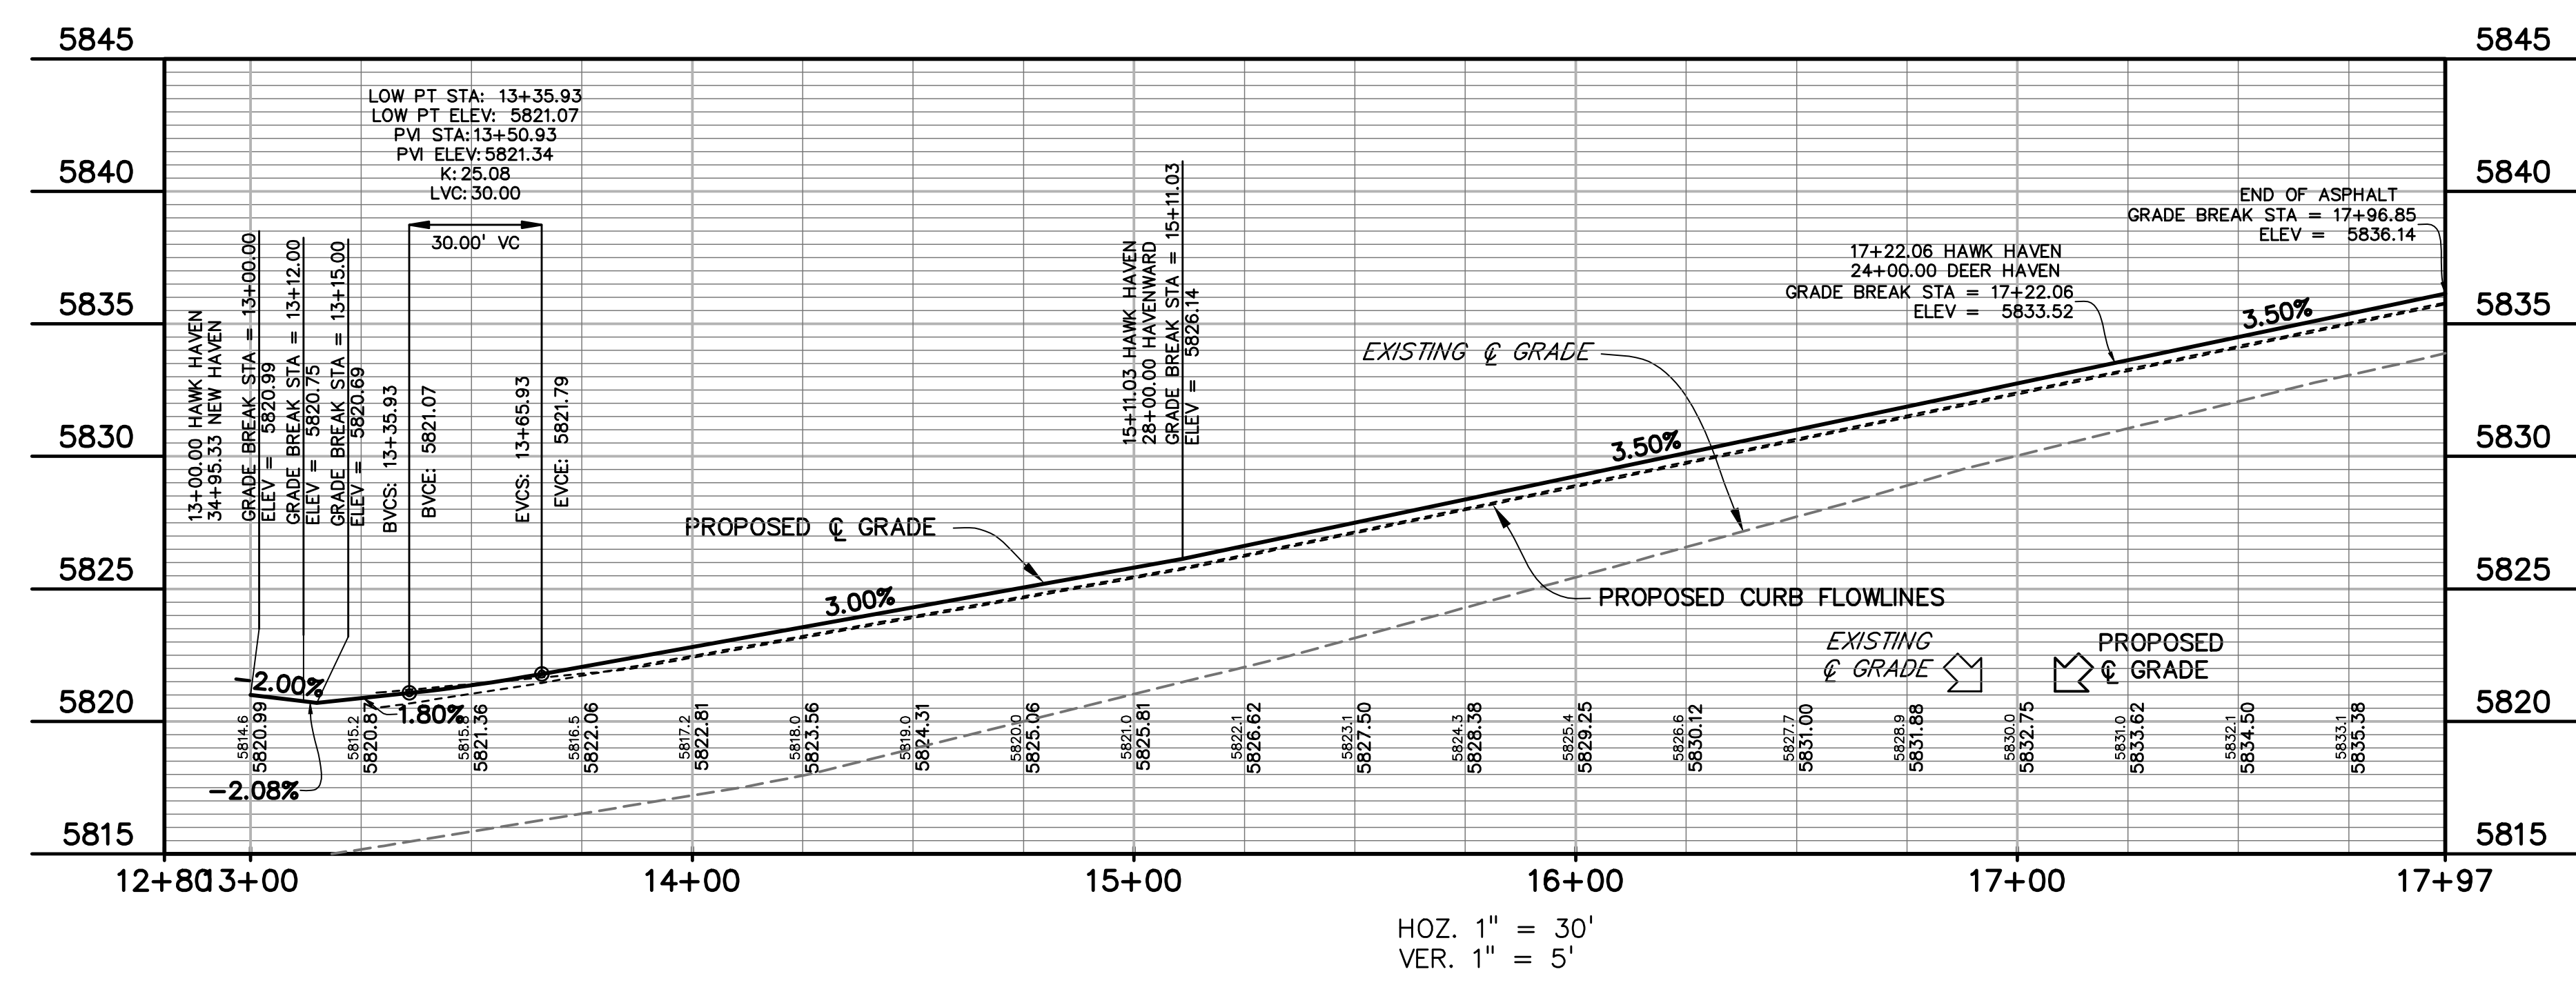 5845
5845
LOW PT STA: 13+35.93
LOW PT ELEV: 5821.07
PVI STA: 13+50.93
PVI ELEV: 5821.34
K: 25.08
LVC: 30.00
30.00' VC
5840
5840
5835
5835
5830
5830
5825
5825
5820
5820
5815
5815
13+00.00 HAWK HAVEN
34+95.33 NEW HAVEN
GRADE BREAK STA = 13+00.00
ELEV = 5820.99
GRADE BREAK STA = 13+12.00
ELEV = 5820.75
GRADE BREAK STA = 13+15.00
ELEV = 5820.69
BVCS: 13+35.93
BVCE: 5821.07
EVCS: 13+65.93
EVCE: 5821.79
15+11.03 HAWK HAVEN
28+00.00 HAVENWARD
GRADE BREAK STA = 15+11.03
ELEV = 5826.14
END OF ASPHALT
GRADE BREAK STA = 17+96.85
ELEV = 5836.14
17+22.06 HAWK HAVEN
24+00.00 DEER HAVEN
GRADE BREAK STA = 17+22.06
ELEV = 5833.52
3.50%
EXISTING ℄ GRADE
3.50%
PROPOSED ℄ GRADE
3.00%
PROPOSED CURB FLOWLINES
EXISTING
℄ GRADE
PROPOSED
℄ GRADE
-2.00%
1.80%
-2.08%
5814.6
5820.99
5815.2
5820.87
5815.8
5821.36
5816.5
5822.06
5817.2
5822.81
5818.0
5823.56
5819.0
5824.31
5820.0
5825.06
5821.0
5825.81
5822.1
5826.62
5823.1
5827.50
5824.3
5828.38
5825.4
5829.25
5826.6
5830.12
5827.7
5831.00
5828.9
5831.88
5830.0
5832.75
5831.0
5833.62
5832.1
5834.50
5833.1
5835.38
12+80
13+00
14+00
15+00
16+00
17+00
17+97
HOZ. 1" = 30'
VER. 1" = 5'